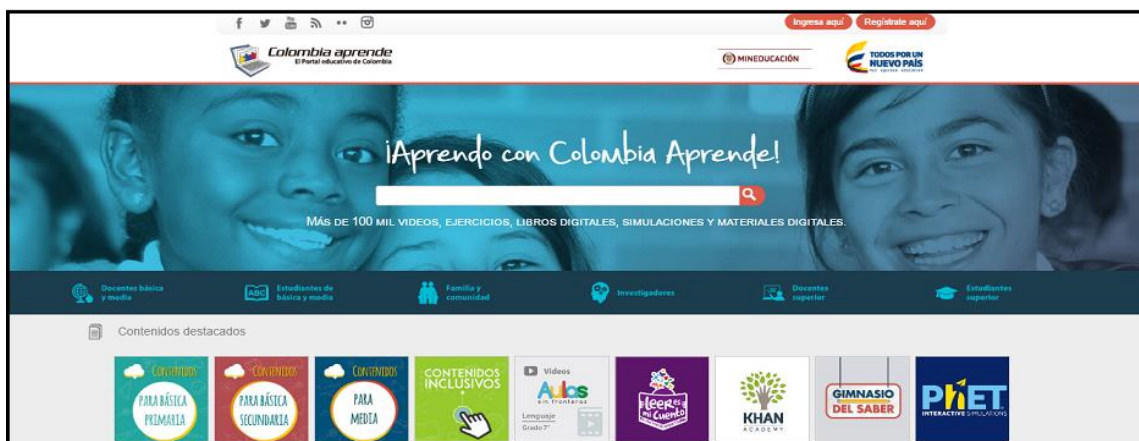 Ingresa aquí Regístrate aquí
Colombia aprende
El Portal educativo de Colombia
MINEDUCACIÓN
TODOS POR UN
NUEVO PAÍS
PAZ EQUIDAD EDUCACIÓN
¡Aprendo con Colombia Aprende!
MÁS DE 100 MIL VIDEOS, EJERCICIOS, LIBROS DIGITALES, SIMULACIONES Y MATERIALES DIGITALES.
Docentes básica
y media
ABC
Estudiantes de
básica y media
Familia y
comunidad
Investigadores
Docentes
superior
Estudiantes
superior
Contenidos destacados
CONTENIDOS
PARA BÁSICA
PRIMARIA
CONTENIDOS
PARA BÁSICA
SECUNDARIA
CONTENIDOS
PARA
MEDIA
CONTENIDOS
INCLUSIVOS
Videos
Aulas
sin fronteras
Lenguaje
Grado 7°
Leer es
mi Cuento
KHAN
ACADEMY
GIMNASIO
DEL SABER
PhET
INTERACTIVE SIMULATIONS